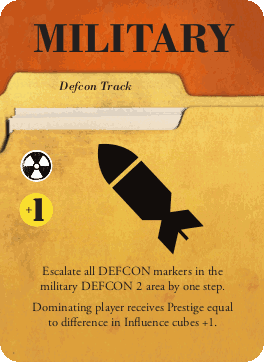 MILITARY
Defcon Track
+1
Escalate all DEFCON markers in the
military DEFCON 2 area by one step.
Dominating player receives Prestige equal
to difference in Influence cubes +1.